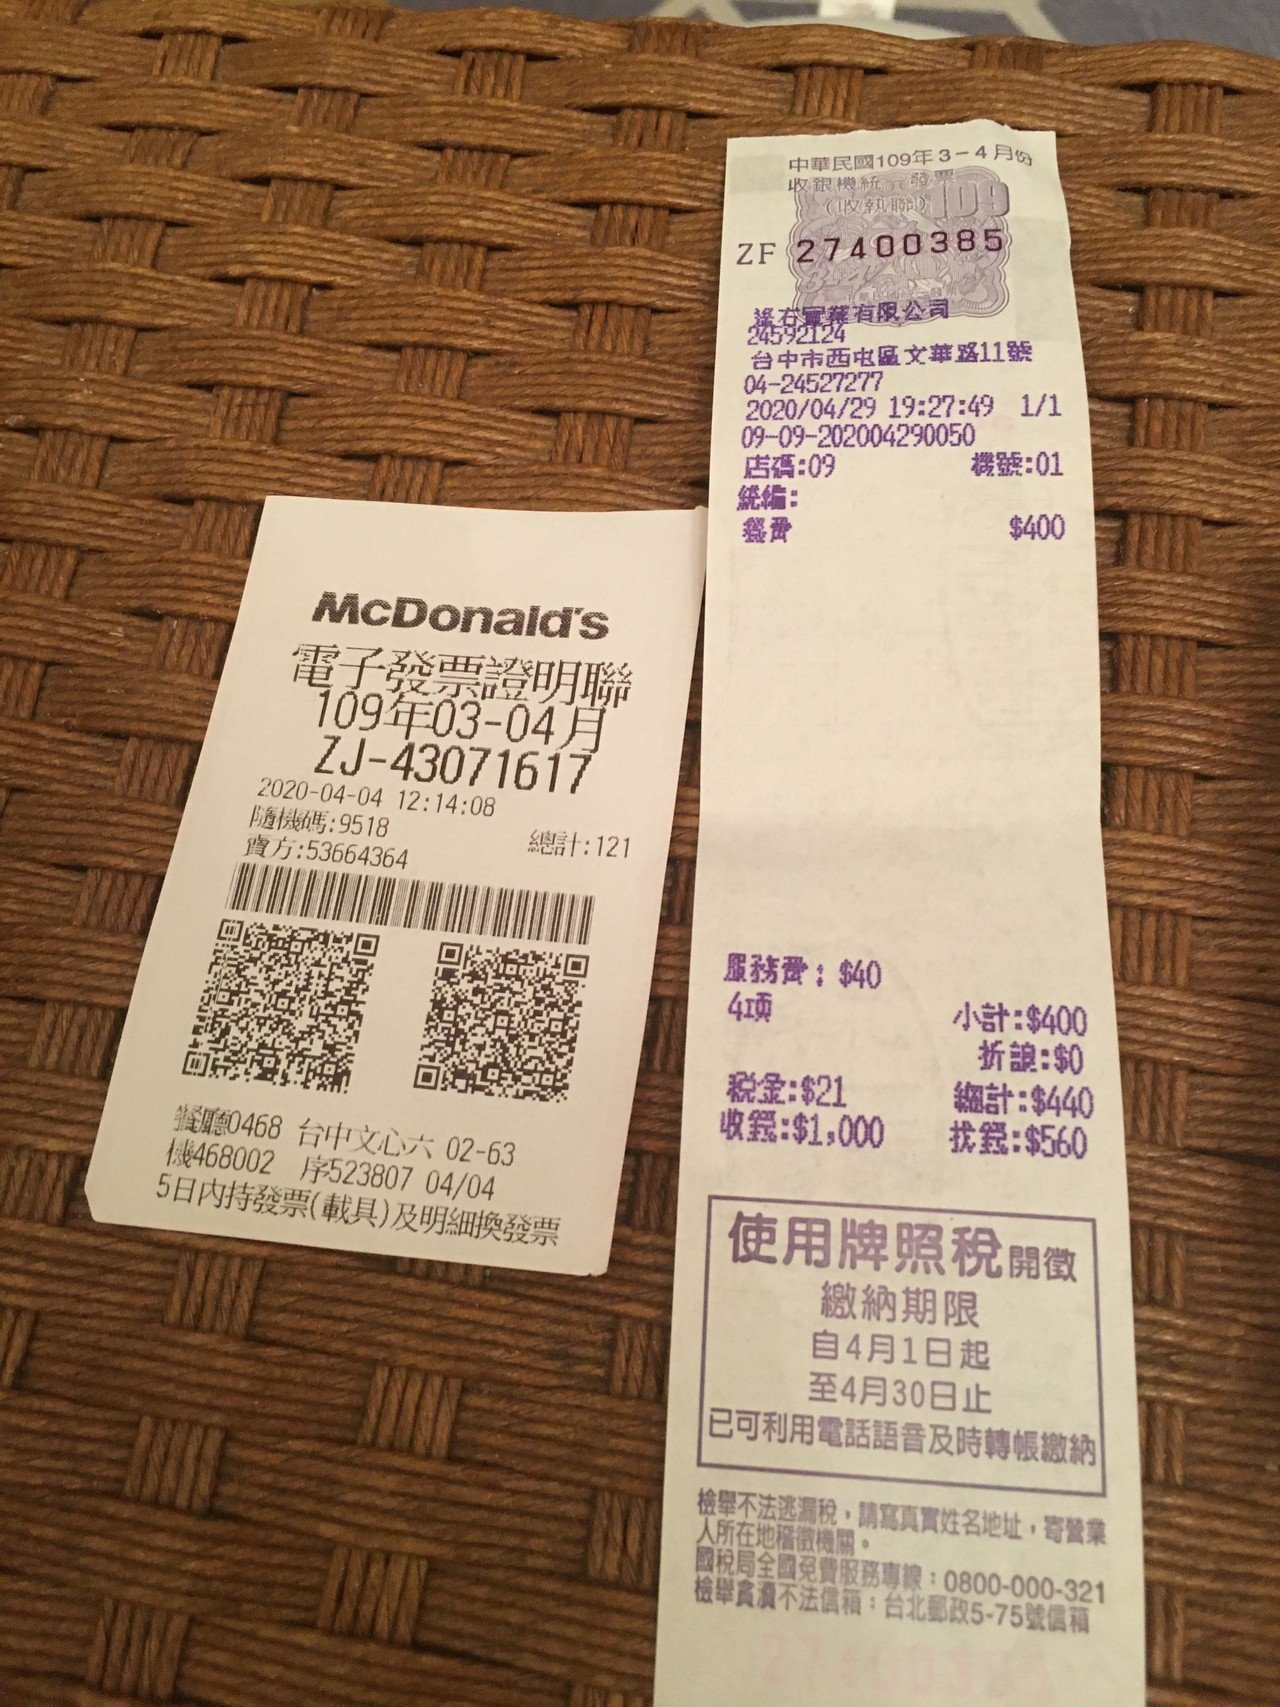 McDonald's
電子發票證明聯
109年03-04月
ZJ-43071617
2020-04-04 12:14:08
隨機碼:9518 總計:121
賣方:53664364
餐廳0468 台中文心六 02-63
機468002 序523807 04/04
5日內持發票(載具)及明細換發票
中華民國109年3-4月份
收銀機統一發票
(收執聯)
109
ZF 27400385
石實業有限公司
24592124
台中市西屯區文華路11號
04-24527277
2020/04/29 19:27:49 1/1
09-09-202004290050
店碼:09 機號:01
統編:
餐費 $400
服務費: $40
4項 小計:$400
折讓:$0
稅金:$21 總計:$440
收銀:$1,000 找銀:$560
使用牌照稅開徵
繳納期限
自4月1日起
至4月30日止
已可利用電話語音及時轉帳繳納
檢舉不法逃漏稅，請寫真實姓名地址，寄營業
人所在地稽徵機關。
國稅局全國免費服務專線：0800-000-321
檢舉貪瀆不法信箱：台北郵政5-75號信箱